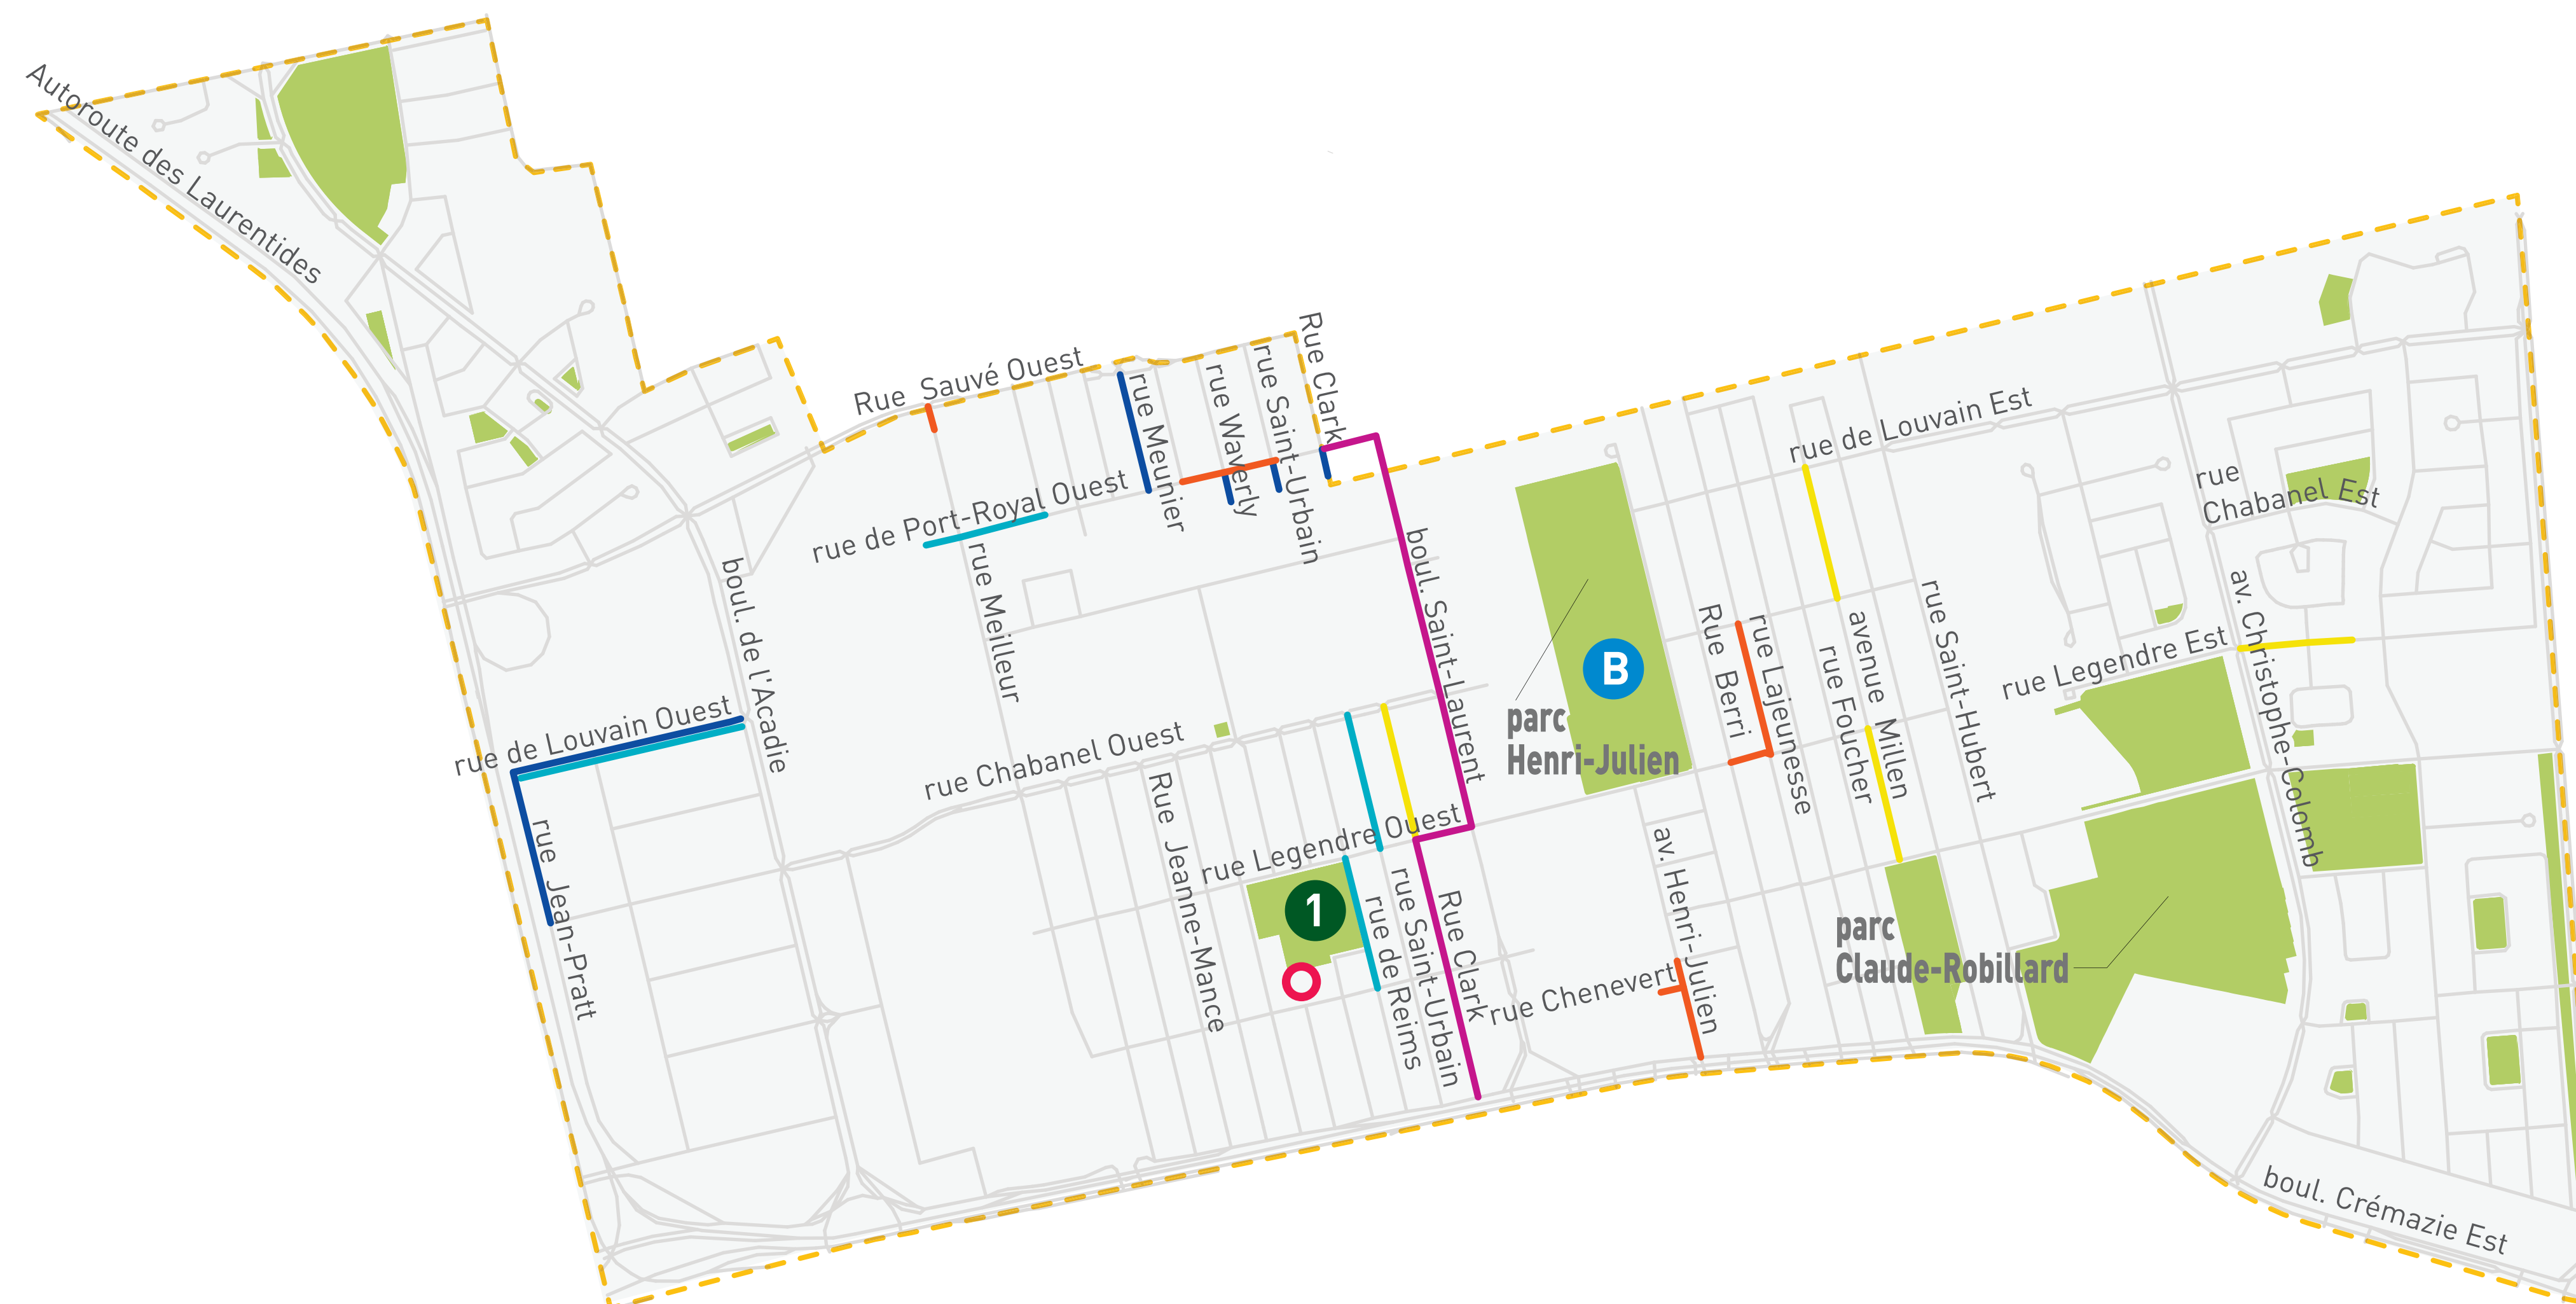 Autoroute des Laurentides
Rue Sauvé Ouest
Rue Clark
rue Meunier
rue Waverly
rue Saint-Urbain
rue de Port-Royal Ouest
rue Meilleur
boul. de l'Acadie
rue de Louvain Ouest
rue Jean-Pratt
rue Chabanel Ouest
Rue Jeanne-Mance
rue Legendre Ouest
1
rue de Reims
rue Saint-Urbain
Rue Clark
boul. Saint-Laurent
parc
Henri-Julien
B
rue de Louvain Est
Rue Berri
rue Lajeunesse
rue Foucher
avenue Millen
rue Saint-Hubert
rue
Chabanel Est
av. Christophe-Colomb
rue Legendre Est
av. Henri-Julien
rue Chenevert
parc
Claude-Robillard
boul. Crémazie Est